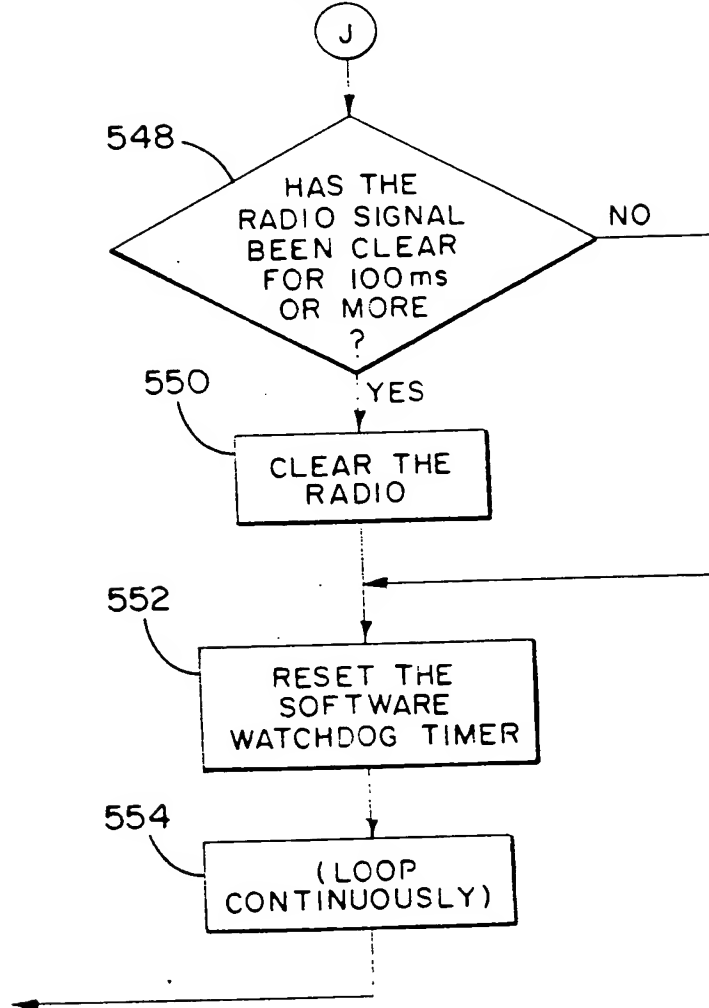 J
548
HAS THE
RADIO SIGNAL
BEEN CLEAR
FOR 100ms
OR MORE
?
NO
YES
550
CLEAR THE
RADIO
552
RESET THE
SOFTWARE
WATCHDOG TIMER
554
(LOOP
CONTINUOUSLY)